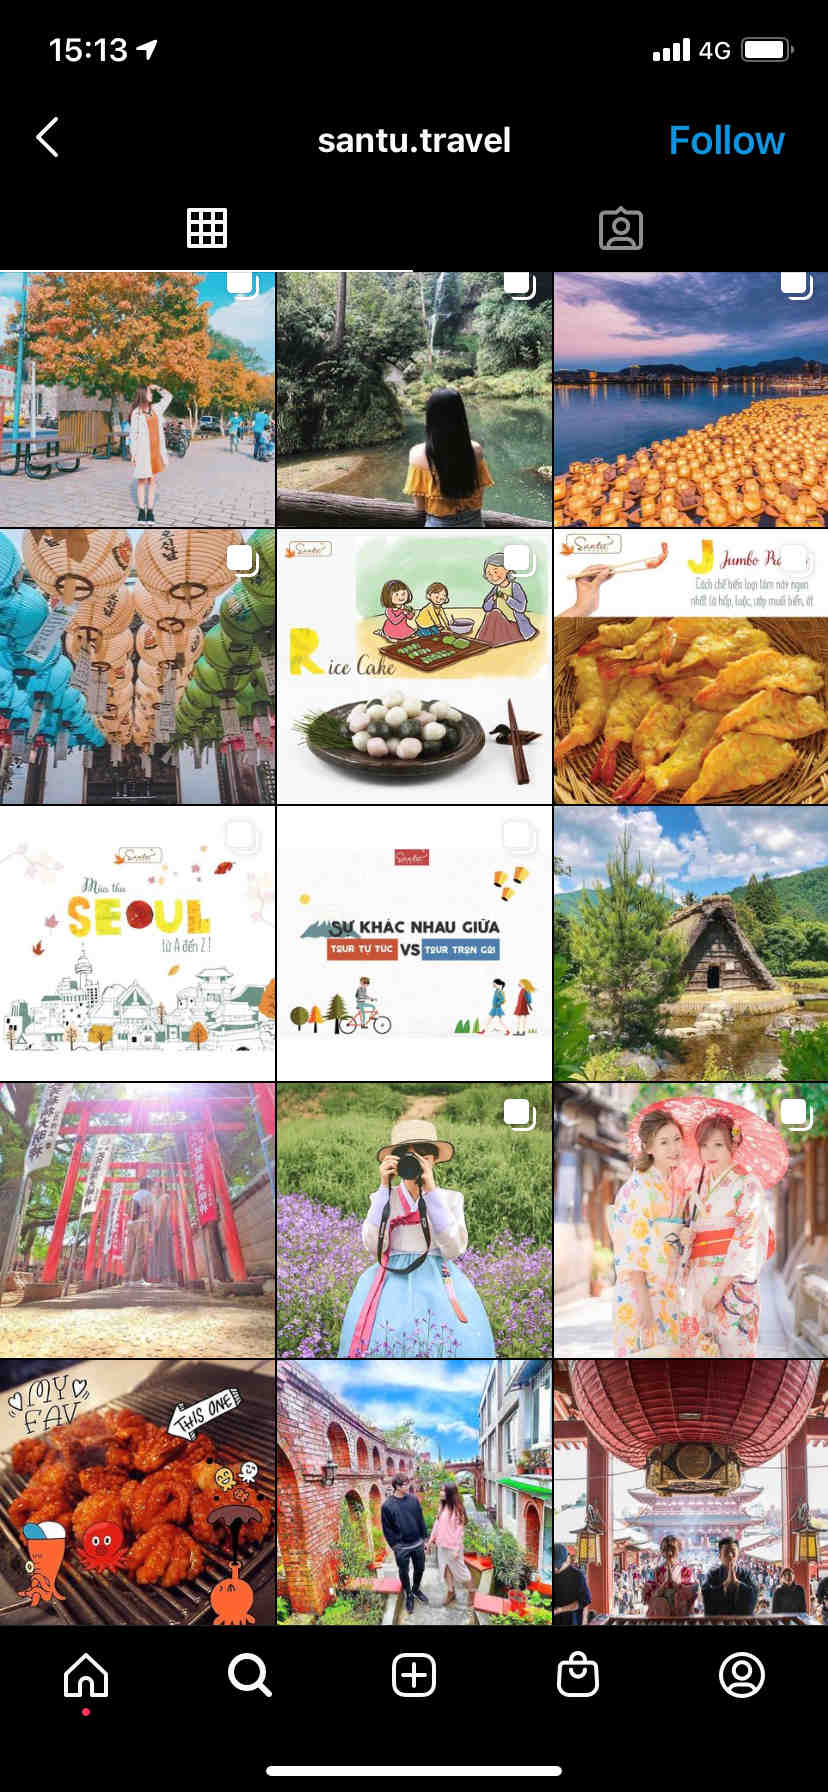 15:13
4G
santu.travel
Follow
Santu
Rice Cake
Santu
Jumbo
Cách chế biến loại tôm này ngon
nhất là hấp, luộc, ướp muối biển, ớt
Santu
Mùa thu
SEOUL
từ A đến Z !
Santu
SỰ KHÁC NHAU GIỮA
TOUR TỰ TÚC VS TOUR TRỌN GÓI
MY
FAV
THIS ONE!